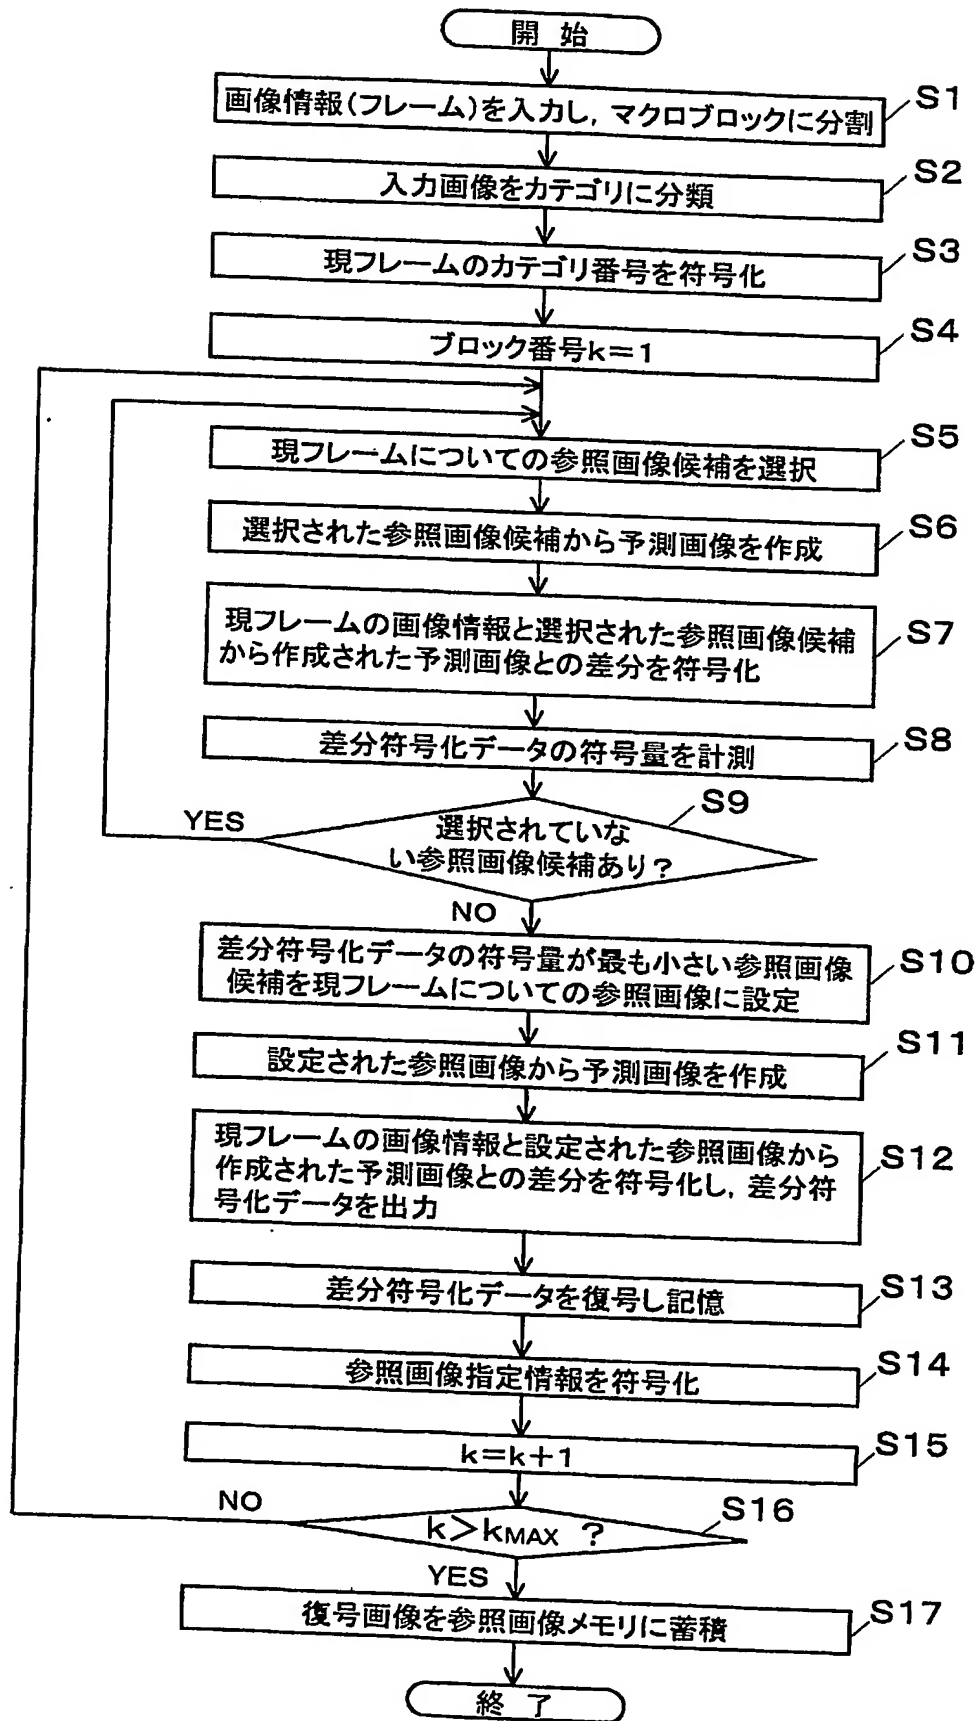 開 始
画像情報(フレーム)を入力し，マクロブロックに分割
S1
入力画像をカテゴリに分類
S2
現フレームのカテゴリ番号を符号化
S3
ブロック番号k＝1
S4
現フレームについての参照画像候補を選択
S5
選択された参照画像候補から予測画像を作成
S6
現フレームの画像情報と選択された参照画像候補
から作成された予測画像との差分を符号化
S7
差分符号化データの符号量を計測
S8
選択されていな
い参照画像候補あり？
S9
YES
NO
差分符号化データの符号量が最も小さい参照画像
候補を現フレームについての参照画像に設定
S10
設定された参照画像から予測画像を作成
S11
現フレームの画像情報と設定された参照画像から
作成された予測画像との差分を符号化し，差分符
号化データを出力
S12
差分符号化データを復号し記憶
S13
参照画像指定情報を符号化
S14
k＝k＋1
S15
NO
k＞kMAX ？
S16
YES
復号画像を参照画像メモリに蓄積
S17
終 了